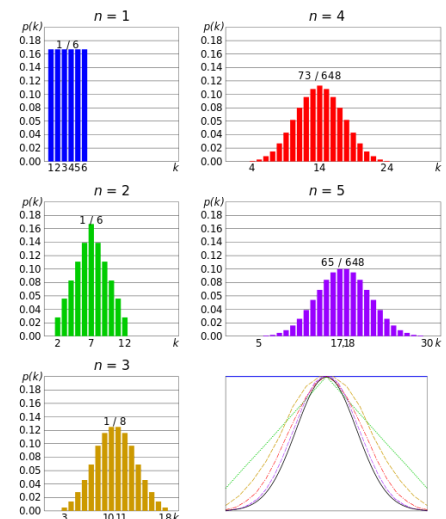 n = 1
p(k)
0.18
0.16
0.14
0.12
0.10
0.08
0.06
0.04
0.02
0.00
1 / 6
123456 k
n = 2
p(k)
0.18
0.16
0.14
0.12
0.10
0.08
0.05
0.04
0.02
0.00
1 / 6
2 7 12 k
n = 3
p(k)
0.18
0.16
0.14
0.12
0.10
0.08
0.06
0.04
0.02
0.00
1 / 8
3 1011 18 k
n = 4
p(k)
0.18
0.16
0.14
0.12
0.10
0.08
0.06
0.04
0.02
0.00
73 / 648
4 14 24 k
n = 5
p(k)
0.18
0.16
0.14
0.12
0.10
0.08
0.05
0.04
0.02
0.00
65 / 648
5 17,18 30 k